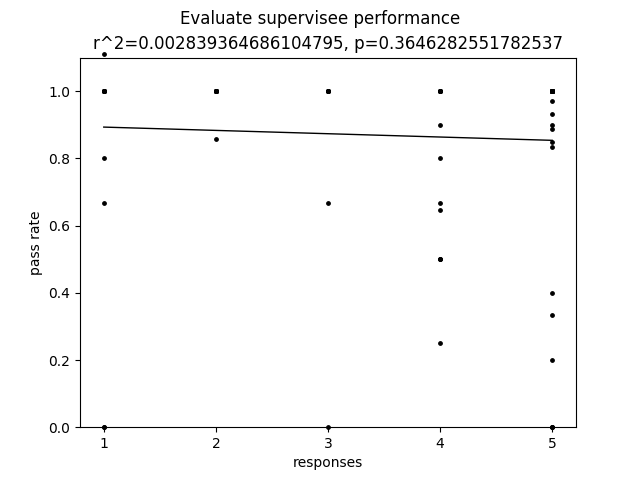 Evaluate supervisee performance
r^2=0.002839364686104795, p=0.3646282551782537
1.0
0.8
0.6
0.4
0.2
0.0
pass rate
1 2 3 4 5
responses